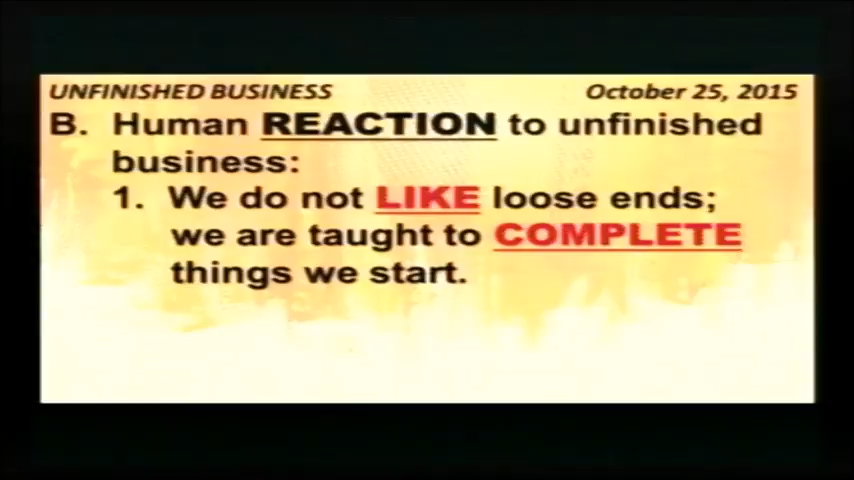 UNFINISHED BUSINESS October 25, 2015
B. Human REACTION to unfinished
business:
1. We do not LIKE loose ends;
we are taught to COMPLETE
things we start.